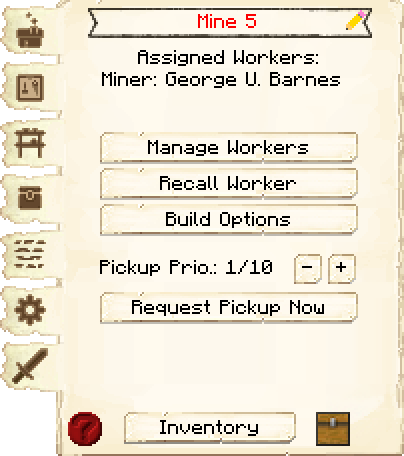 Mine 5
Assigned Workers:
Miner: George U. Barnes
Manage Workers
Recall Worker
Build Options
Pickup Prio.: 1/10 - +
Request Pickup Now
? Inventory